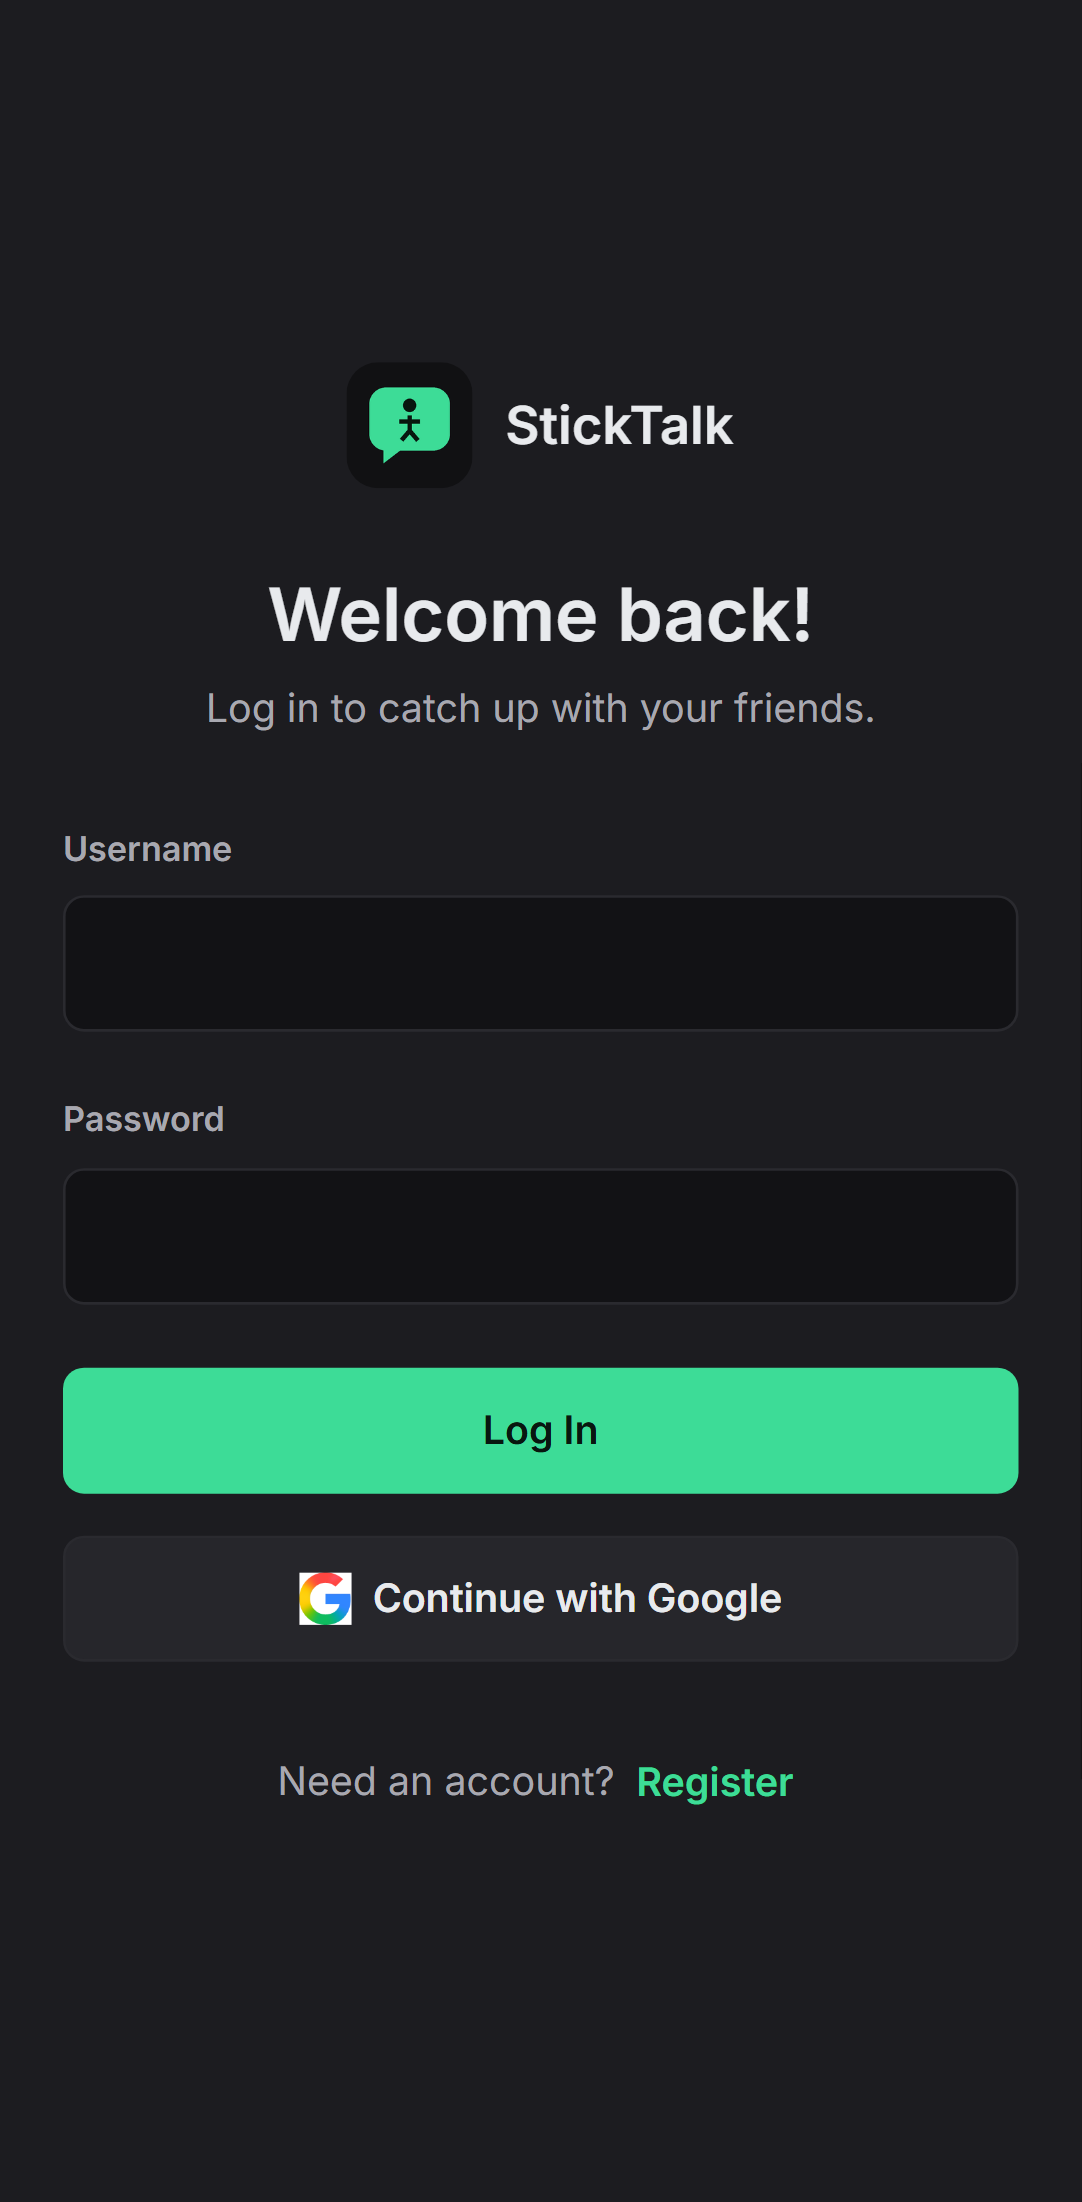 StickTalk
Welcome back!
Log in to catch up with your friends.
Username
Password
Log In
Continue with Google
Need an account? Register